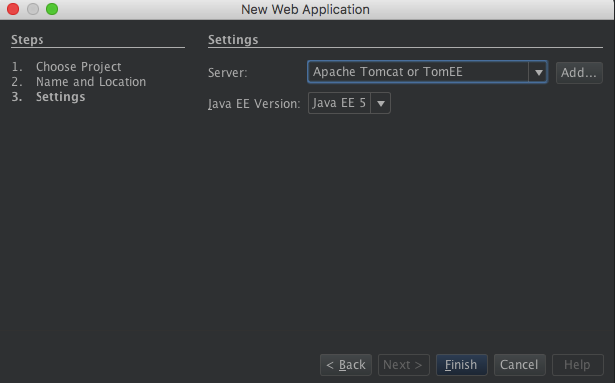 New Web Application
Steps
1. Choose Project
2. Name and Location
3. Settings
Settings
Server: Apache Tomcat or TomEE Add...
Java EE Version: Java EE 5
< Back Next > Finish Cancel Help